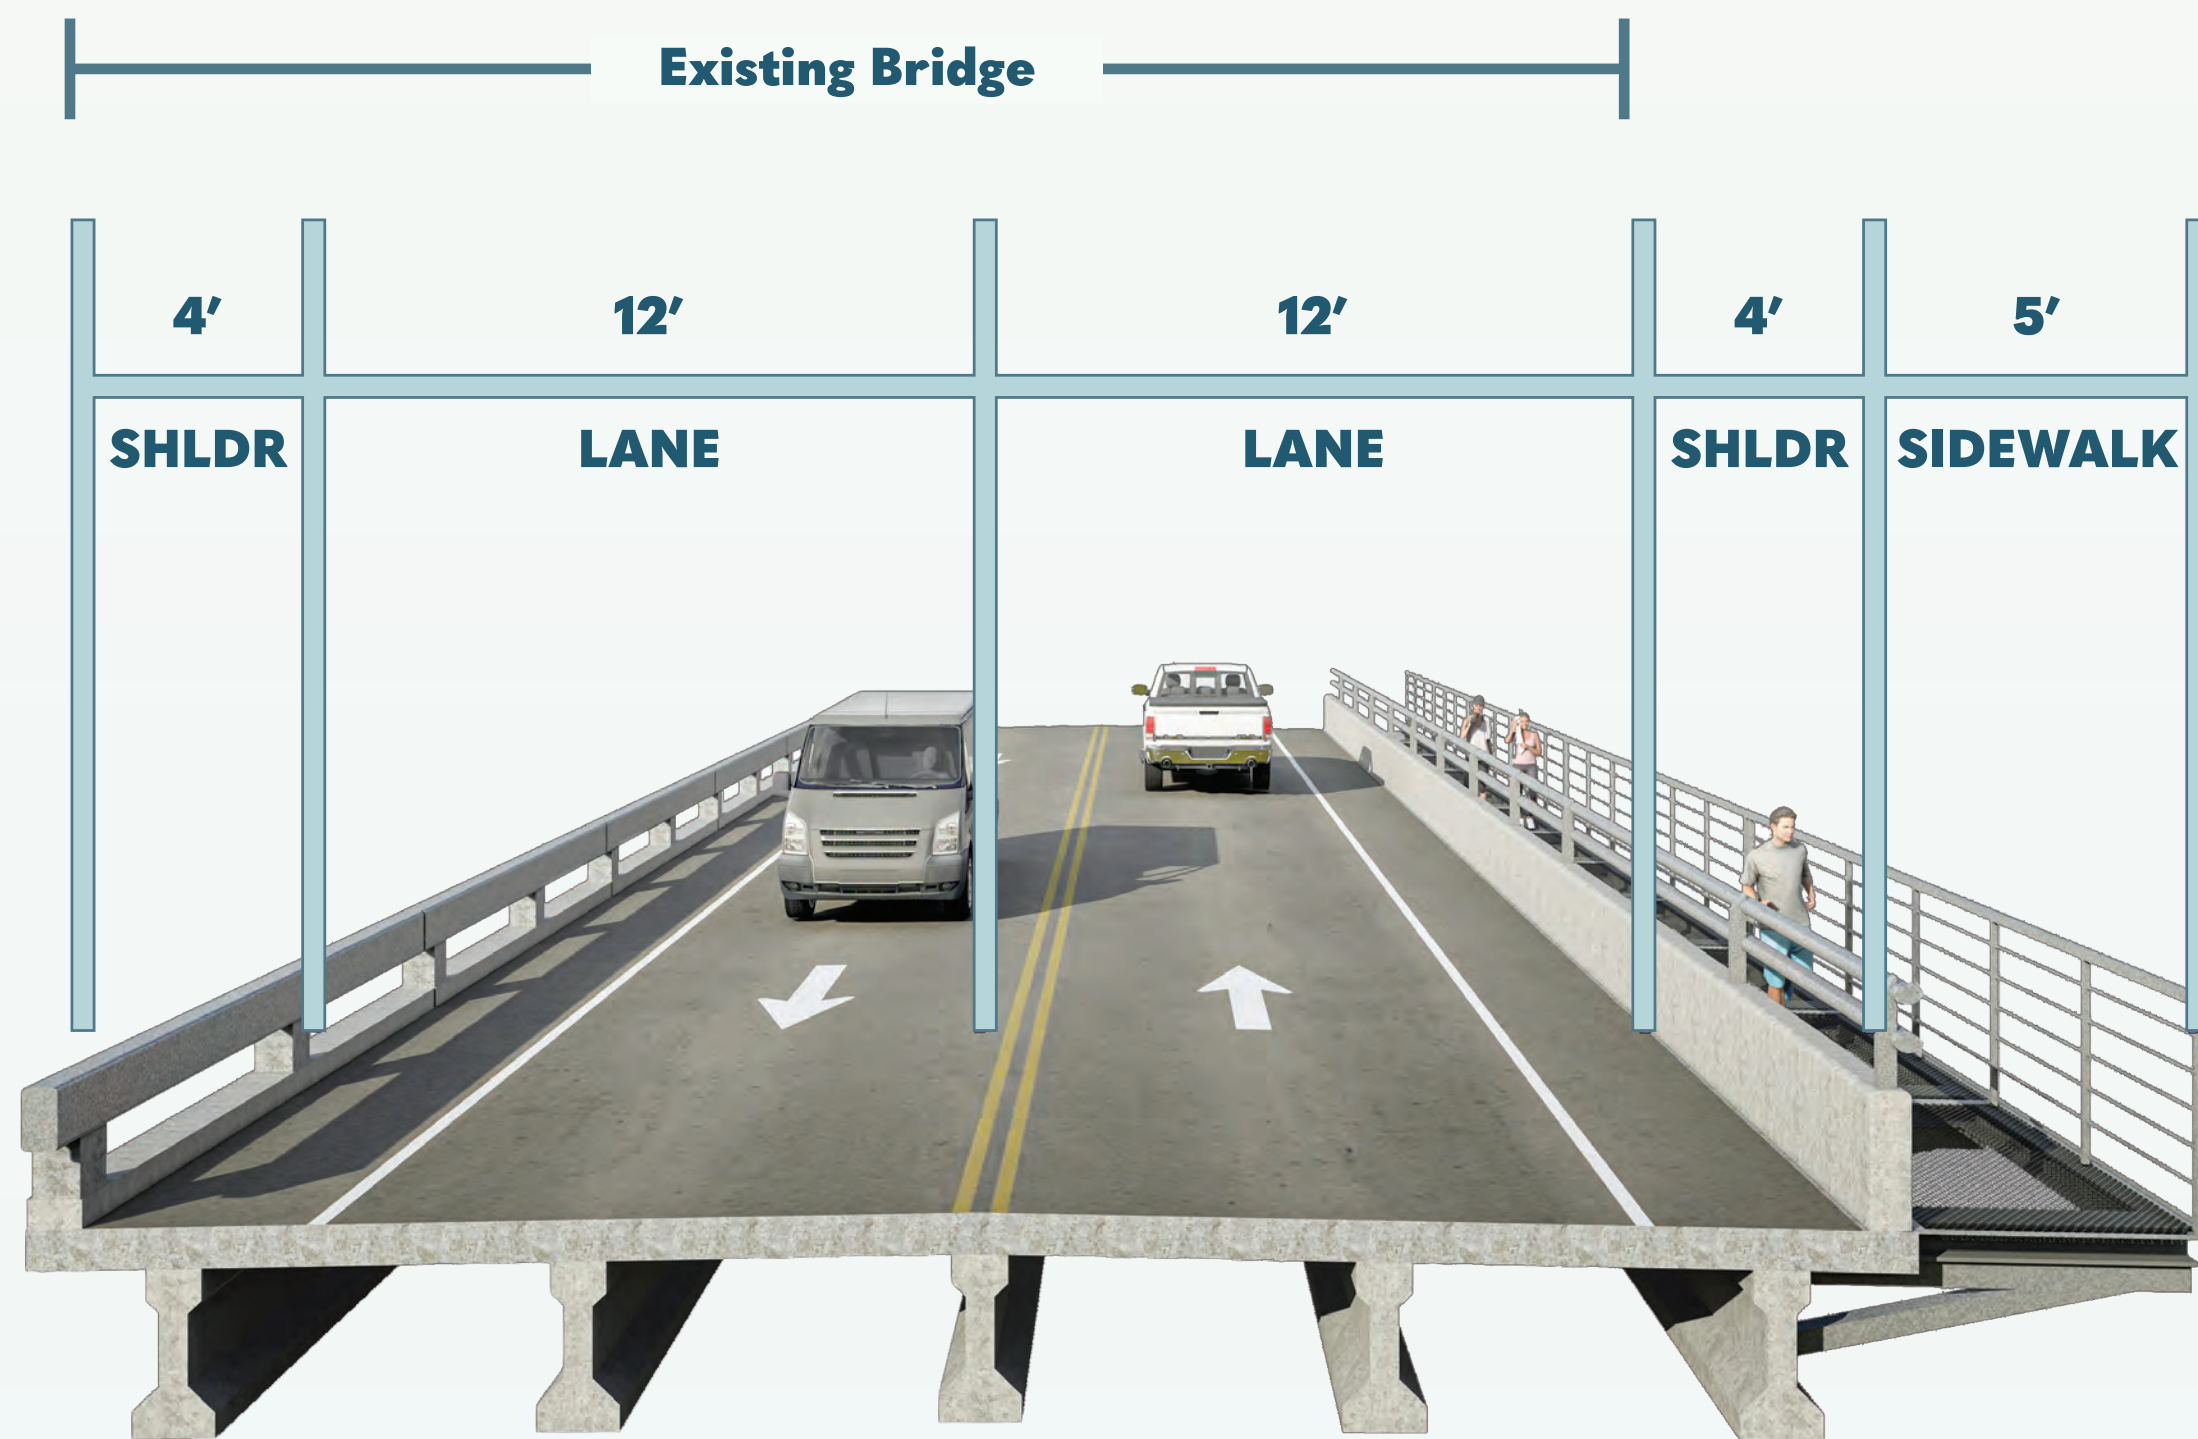 Existing Bridge
4′ 12′ 12′ 4′ 5′
SHLDR LANE LANE SHLDR SIDEWALK